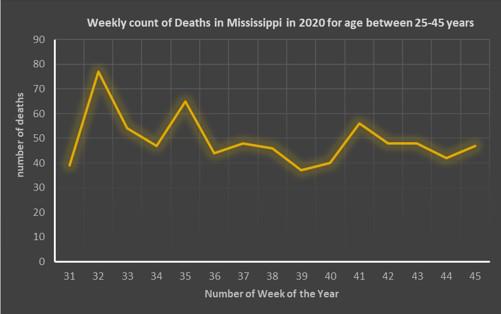 Weekly count of Deaths in Mississippi in 2020 for age between 25-45 years
90
80
70
60
50
40
30
20
10
0
number of deaths
31 32 33 34 35 36 37 38 39 40 41 42 43 44 45
Number of Week of the Year